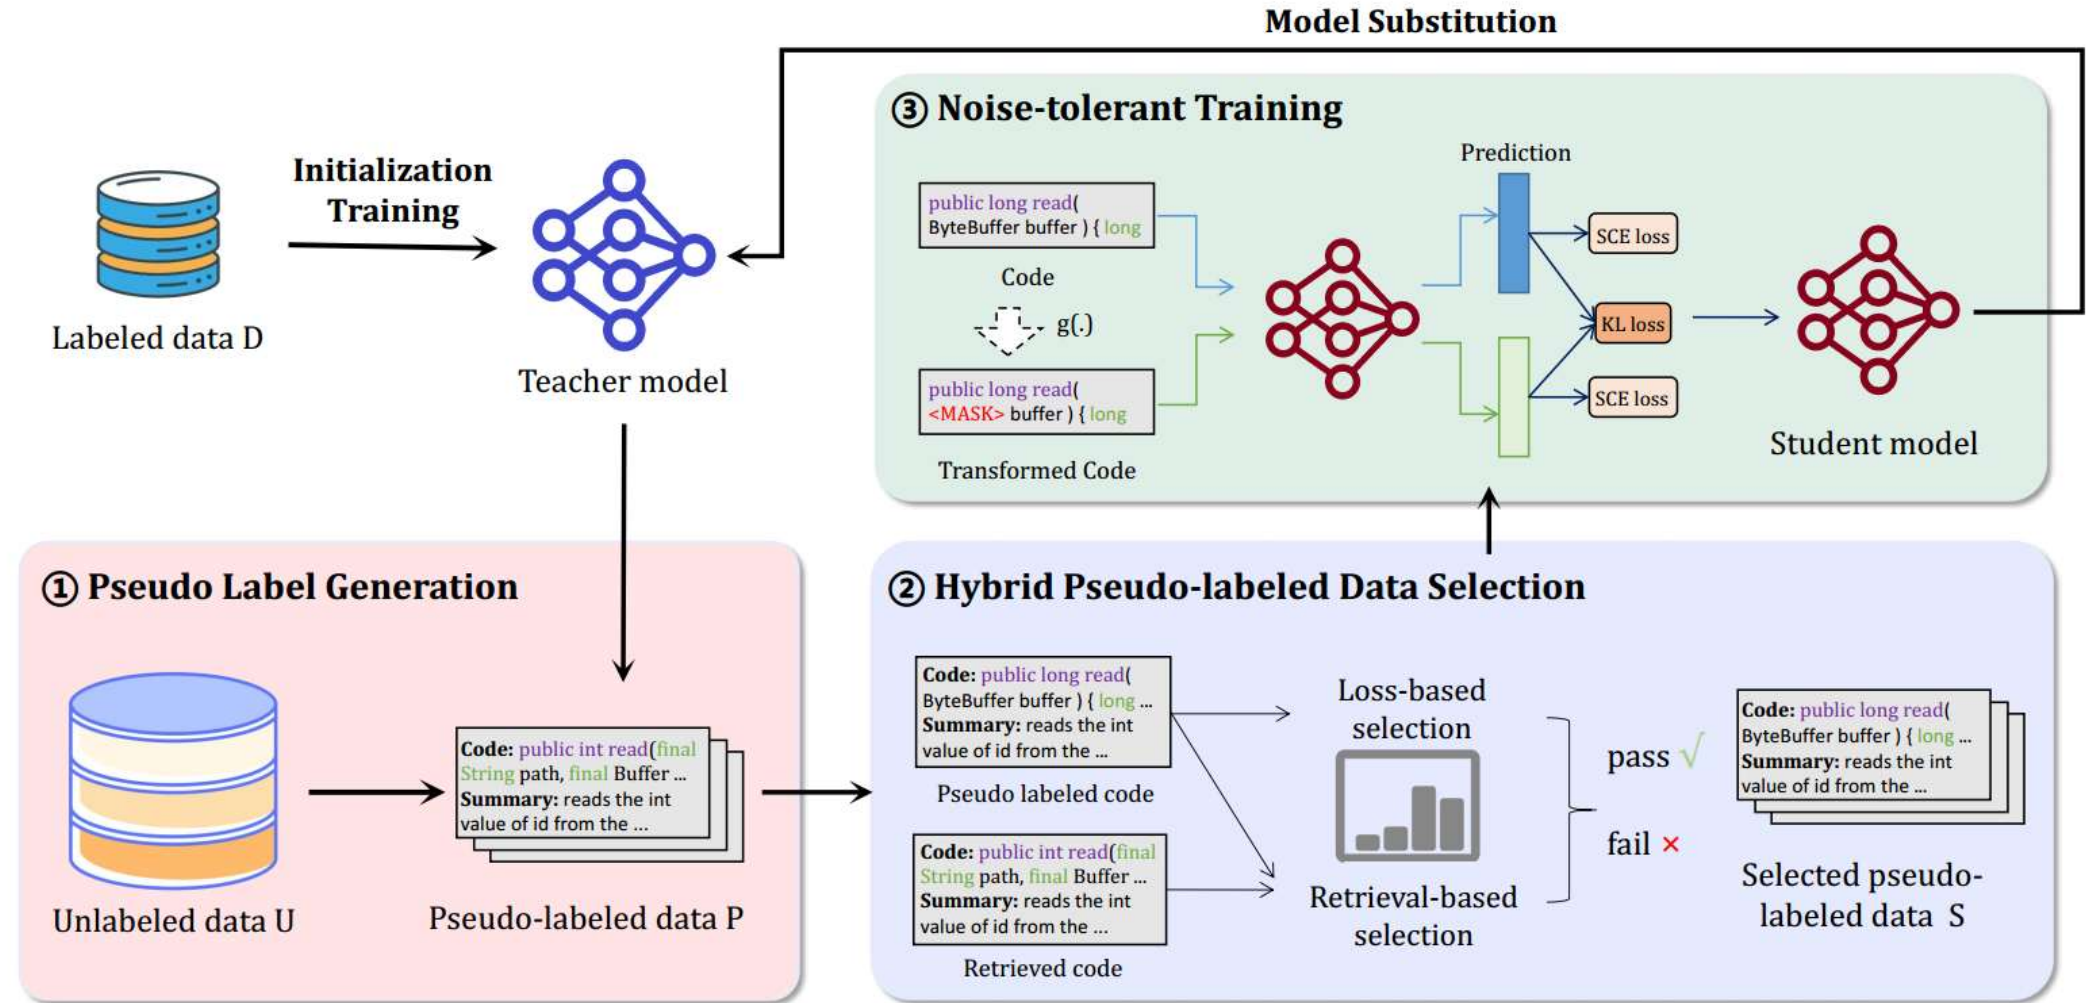 Model Substitution
Initialization
Training
Labeled data D
Teacher model
③ Noise-tolerant Training
public long read(
ByteBuffer buffer ) { long
Code
g(.)
public long read(
<MASK> buffer ) { long
Transformed Code
Prediction
SCE loss
KL loss
SCE loss
Student model
① Pseudo Label Generation
Unlabeled data U
Code: public int read(final
String path, final Buffer ...
Summary: reads the int
value of id from the ...
Pseudo-labeled data P
② Hybrid Pseudo-labeled Data Selection
Code: public long read(
ByteBuffer buffer ) { long ...
Summary: reads the int
value of id from the ...
Pseudo labeled code
Code: public int read(final
String path, final Buffer ...
Summary: reads the int
value of id from the ...
Retrieved code
Loss-based
selection
Retrieval-based
selection
pass √
fail ×
Code: public long read(
ByteBuffer buffer ) { long ...
Summary: reads the int
value of id from the ...
Selected pseudo-
labeled data S